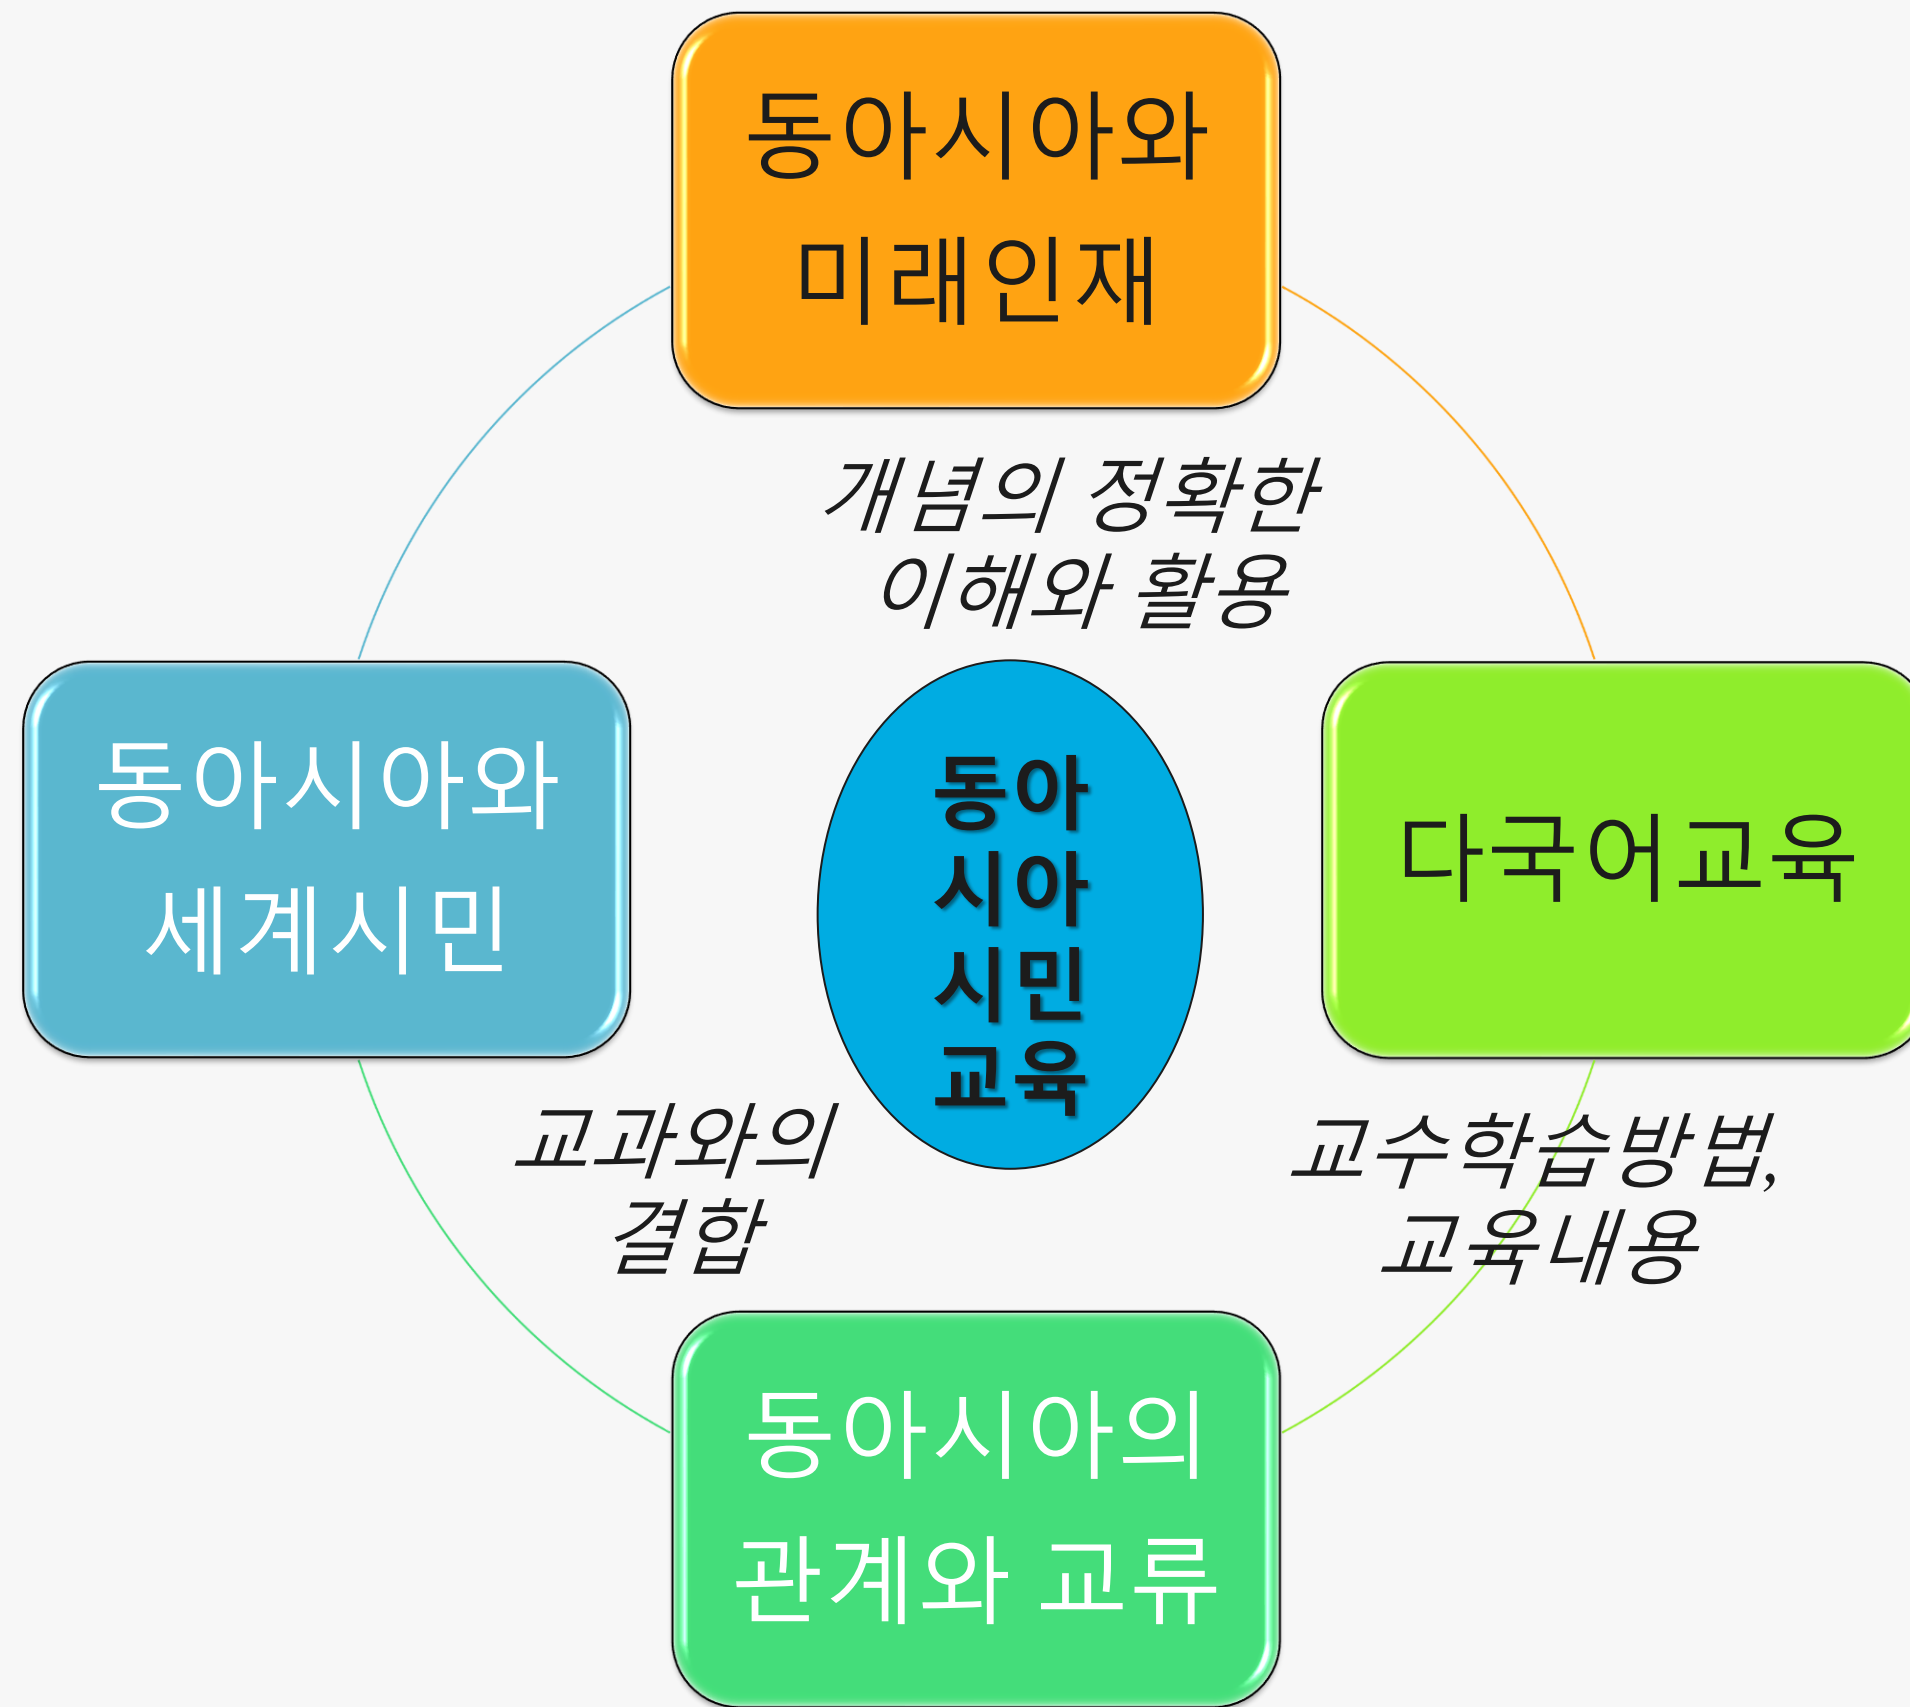 동아시아와
미래인재
개념의 정확한
이해와 활용
동아시아와
세계시민
동아
시아
시민
교육
다국어교육
교과와의
결합
교수학습방법,
교육내용
동아시아의
관계와 교류